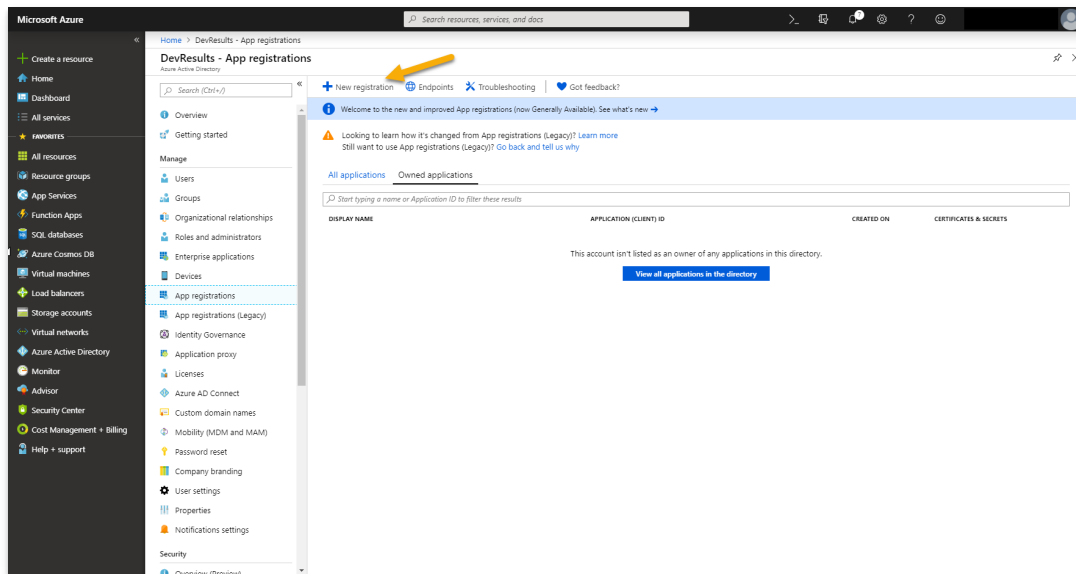 Microsoft Azure
Search resources, services, and docs
Create a resource
Home
Dashboard
All services
FAVORITES
All resources
Resource groups
App Services
Function Apps
SQL databases
Azure Cosmos DB
Virtual machines
Load balancers
Storage accounts
Virtual networks
Azure Active Directory
Monitor
Advisor
Security Center
Cost Management + Billing
Help + support
Home > DevResults - App registrations
DevResults - App registrations
Azure Active Directory
Search (Ctrl+/)
Overview
Getting started
Manage
Users
Groups
Organizational relationships
Roles and administrators
Enterprise applications
Devices
App registrations
App registrations (Legacy)
Identity Governance
Application proxy
Licenses
Azure AD Connect
Custom domain names
Mobility (MDM and MAM)
Password reset
Company branding
User settings
Properties
Notifications settings
Security
Overview (Preview)
New registration Endpoints Troubleshooting Got feedback?
Welcome to the new and improved App registrations (now Generally Available). See what's new →
Looking to learn how it's changed from App registrations (Legacy)? Learn more
Still want to use App registrations (Legacy)? Go back and tell us why
All applications Owned applications
Start typing a name or Application ID to filter these results
DISPLAY NAME APPLICATION (CLIENT) ID CREATED ON CERTIFICATES & SECRETS
This account isn't listed as an owner of any applications in this directory.
View all applications in the directory